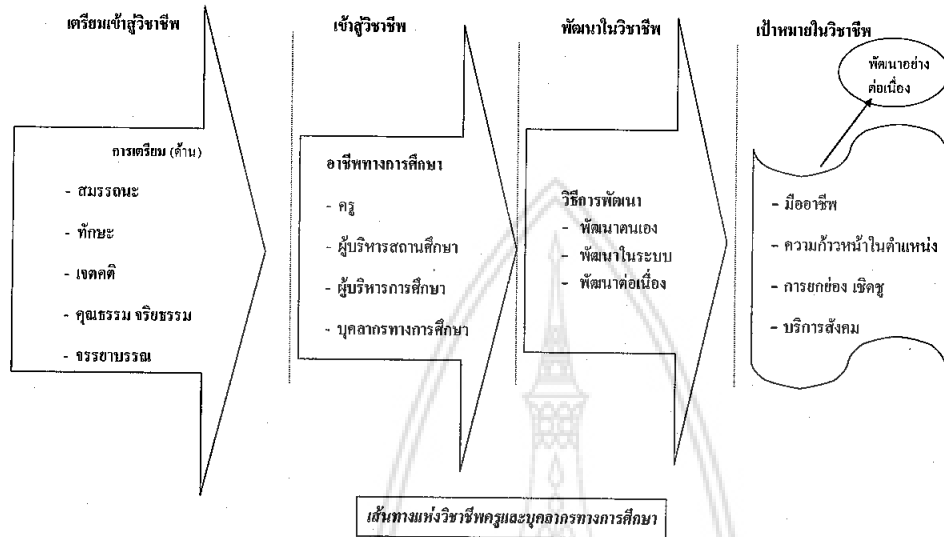 เตรียมเข้าสู่วิชาชีพ
การเตรียม (ด้าน)
- สมรรถนะ
- ทักษะ
- เจตคติ
- คุณธรรม จริยธรรม
- จรรยาบรรณ
เข้าสู่วิชาชีพ
อาชีพทางการศึกษา
- ครู
- ผู้บริหารสถานศึกษา
- ผู้บริหารการศึกษา
- บุคลากรทางการศึกษา
พัฒนาในวิชาชีพ
วิธีการพัฒนา
- พัฒนาตนเอง
- พัฒนาในระบบ
- พัฒนาต่อเนื่อง
เป้าหมายในวิชาชีพ
พัฒนาอย่าง
ต่อเนื่อง
- มืออาชีพ
- ความก้าวหน้าในตำแหน่ง
- การยกย่อง เชิดชู
- บริการสังคม
เส้นทางแห่งวิชาชีพครูและบุคลากรทางการศึกษา